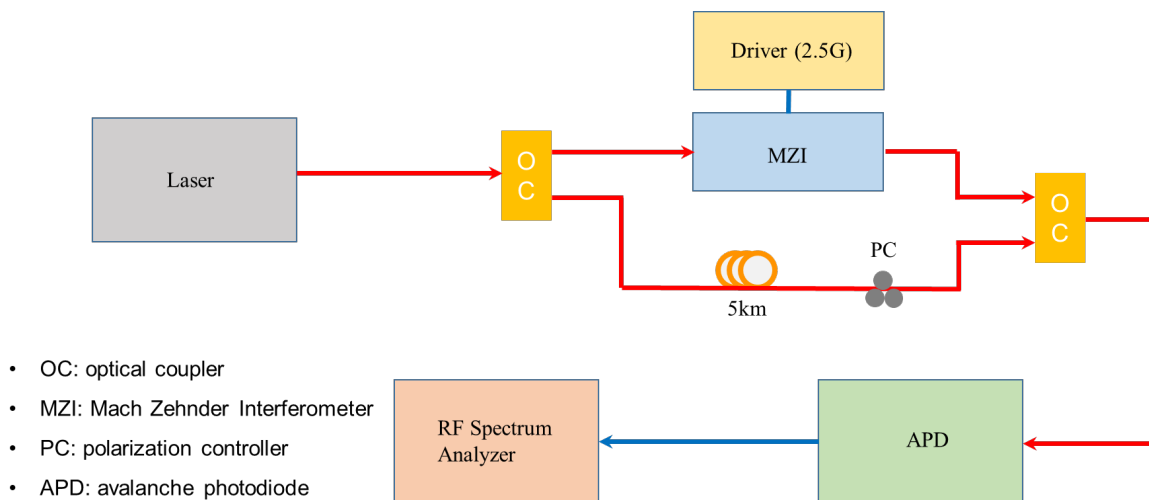 Driver (2.5G)
Laser
O
C
MZI
O
C
PC
5km
• OC: optical coupler
• MZI: Mach Zehnder Interferometer
• PC: polarization controller
• APD: avalanche photodiode
RF Spectrum
Analyzer
APD